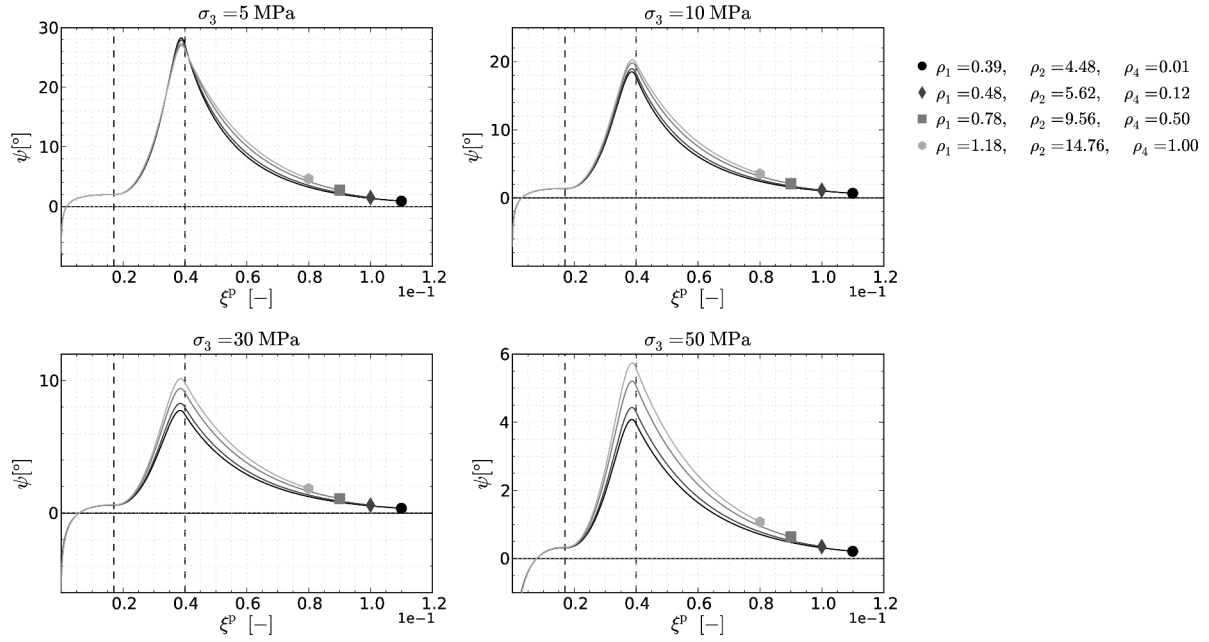 σ₃ =5 MPa
30
20
10
0
ψ[°]
0.2 0.4 0.6 0.8 1.0 1.2
1e−1
ξᵖ [−]
σ₃ =10 MPa
20
10
0
ψ[°]
0.2 0.4 0.6 0.8 1.0 1.2
1e−1
ξᵖ [−]
ρ₁ =0.39, ρ₂ =4.48, ρ₄ =0.01
ρ₁ =0.48, ρ₂ =5.62, ρ₄ =0.12
ρ₁ =0.78, ρ₂ =9.56, ρ₄ =0.50
ρ₁ =1.18, ρ₂ =14.76, ρ₄ =1.00
σ₃ =30 MPa
10
0
ψ[°]
0.2 0.4 0.6 0.8 1.0 1.2
1e−1
ξᵖ [−]
σ₃ =50 MPa
6
4
2
0
ψ[°]
0.2 0.4 0.6 0.8 1.0 1.2
1e−1
ξᵖ [−]